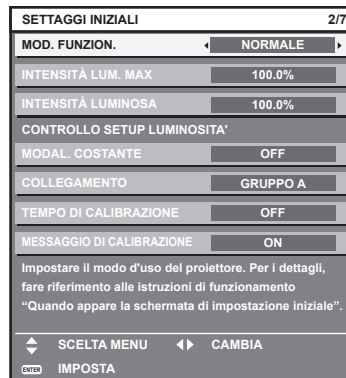 SETTAGGI INIZIALI 2/7
MOD. FUNZION. NORMALE
INTENSITÀ LUM. MAX 100.0%
INTENSITÀ LUMINOSA 100.0%
CONTROLLO SETUP LUMINOSITA'
MODAL. COSTANTE OFF
COLLEGAMENTO GRUPPO A
TEMPO DI CALIBRAZIONE OFF
MESSAGGIO DI CALIBRAZIONE ON
Impostare il modo d'uso del proiettore. Per i dettagli,
fare riferimento alle istruzioni di funzionamento
“Quando appare la schermata di impostazione iniziale”.
SCELTA MENU CAMBIA
ENTER IMPOSTA